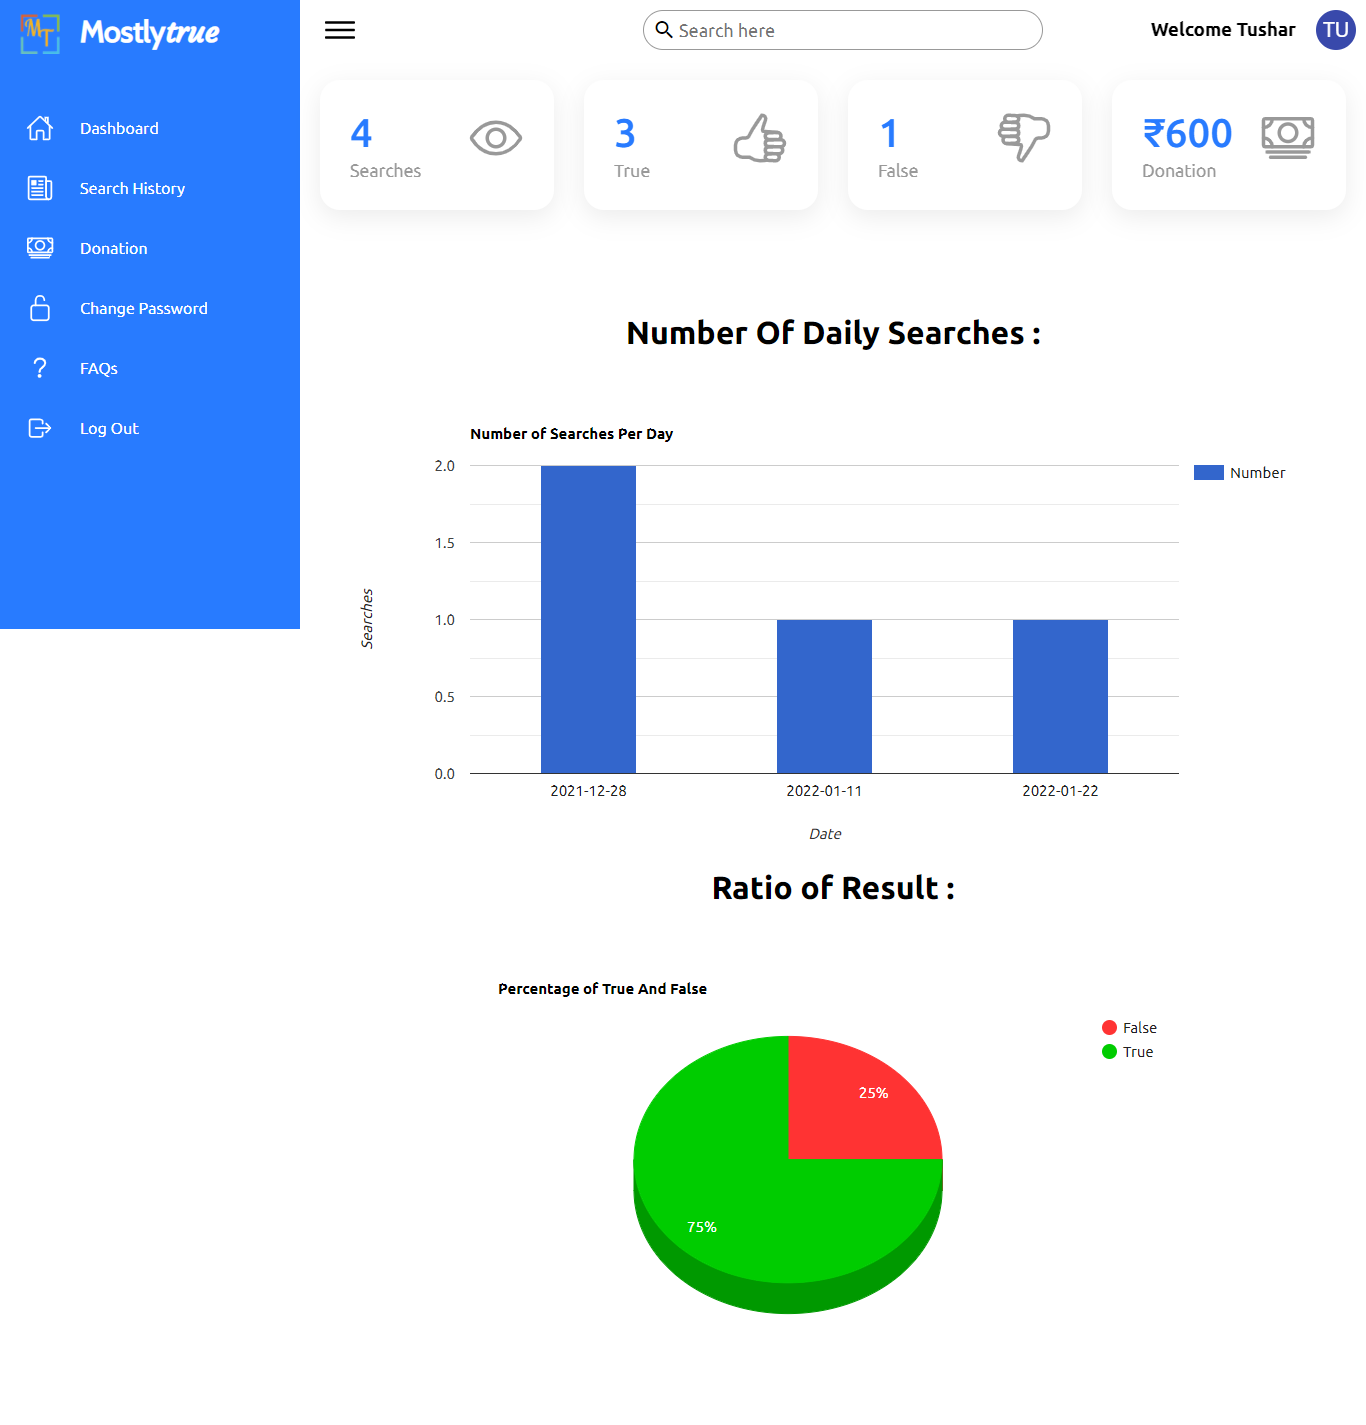 MT Mostlytrue
Search here
Welcome Tushar
TU
Dashboard
Search History
Donation
Change Password
FAQs
Log Out
4
Searches
3
True
1
False
₹600
Donation
Number Of Daily Searches :
Number of Searches Per Day
2.0
1.5
1.0
0.5
0.0
Searches
Number
2021-12-28
2022-01-11
2022-01-22
Date
Ratio of Result :
Percentage of True And False
False
True
25%
75%